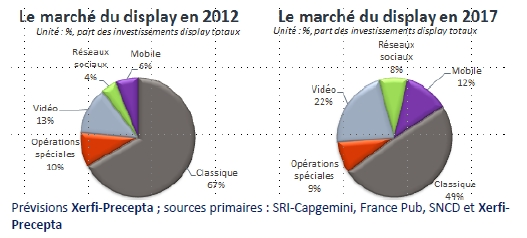 Le marché du display en 2012
Unité : %, part des investissements display totaux
Réseaux
sociaux
4%
Mobile
6%
Vidéo
13%
Opérations
spéciales
10%
Classique
67%
Le marché du display en 2017
Unité : %, part des investissements display totaux
Réseaux
sociaux
8%
Mobile
12%
Vidéo
22%
Opérations
spéciales
9%
Classique
49%
Prévisions Xerfi-Precepta ; sources primaires : SRI-Capgemini, France Pub, SNCD et Xerfi-
Precepta